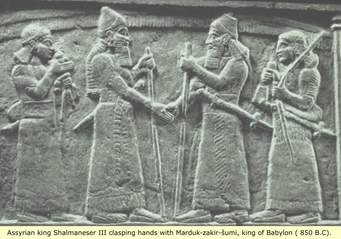 Assyrian king Shalmaneser III clasping hands with Marduk-zakir-šumi, king of Babylon ( 850 B.C).